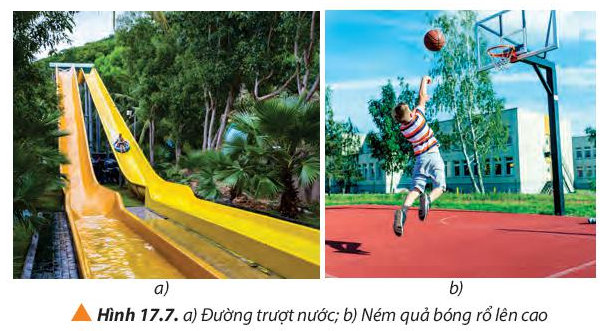 a)
b)
Hình 17.7. a) Đường trượt nước; b) Ném quả bóng rổ lên cao